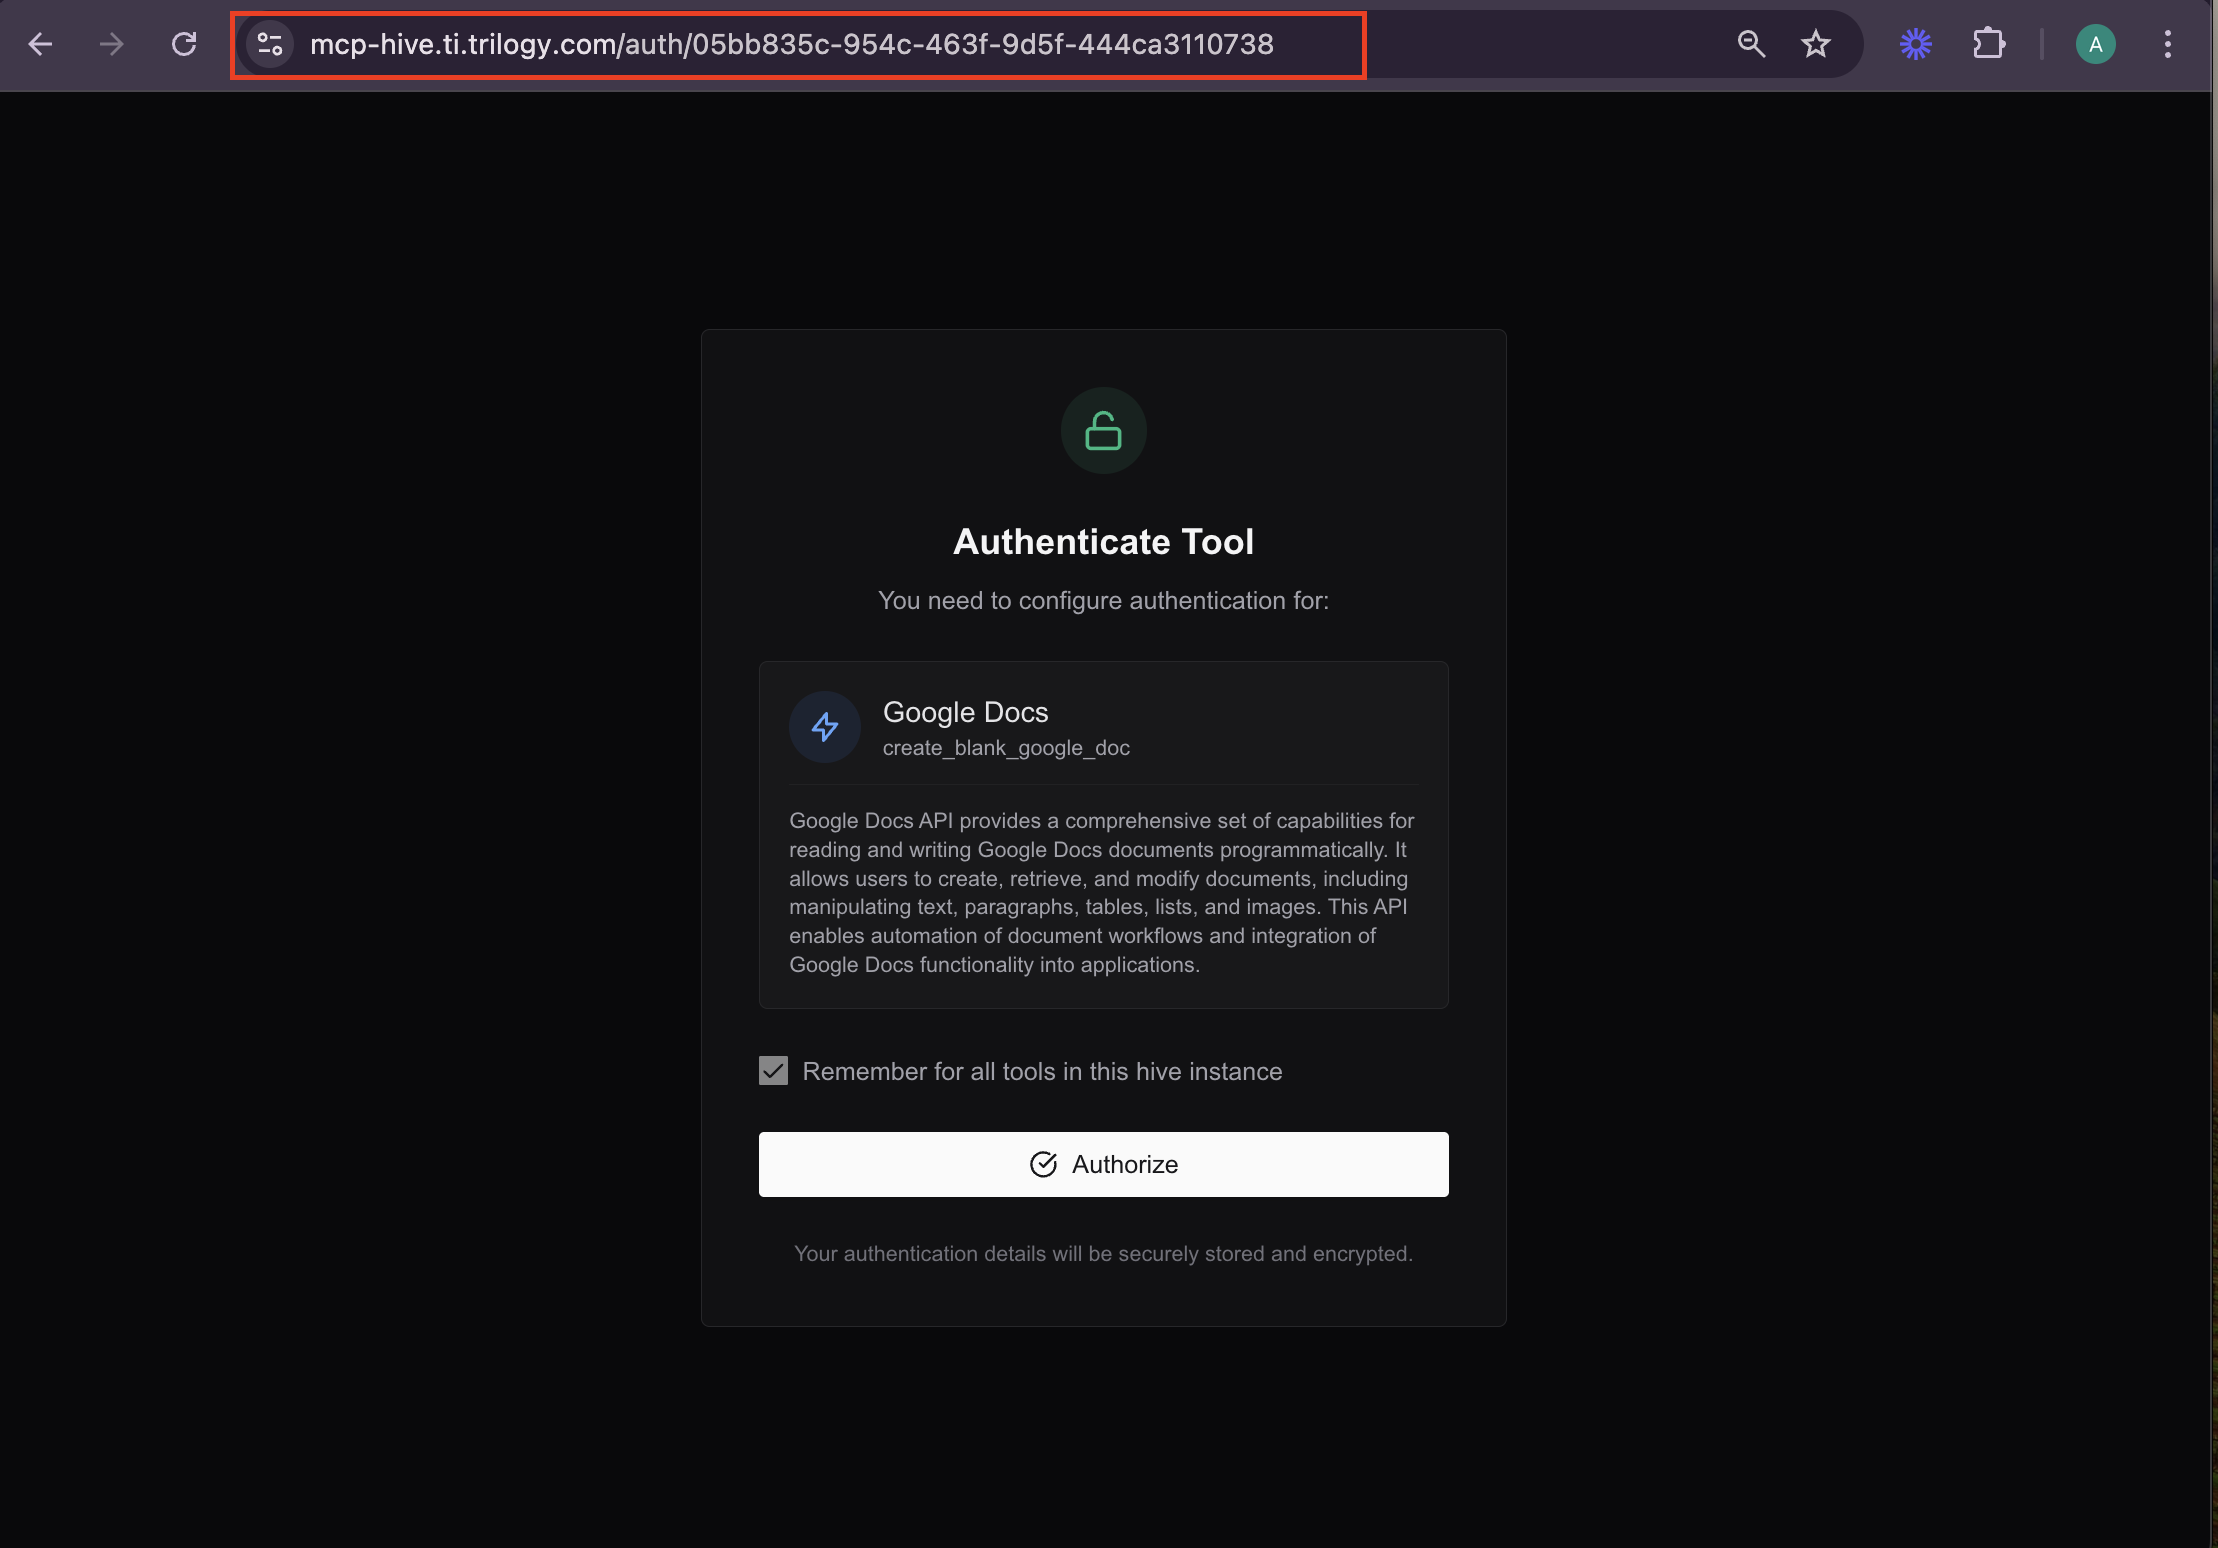 mcp-hive.ti.trilogy.com/auth/05bb835c-954c-463f-9d5f-444ca3110738
A
Authenticate Tool
You need to configure authentication for:
Google Docs
create_blank_google_doc
Google Docs API provides a comprehensive set of capabilities for
reading and writing Google Docs documents programmatically. It
allows users to create, retrieve, and modify documents, including
manipulating text, paragraphs, tables, lists, and images. This API
enables automation of document workflows and integration of
Google Docs functionality into applications.
Remember for all tools in this hive instance
Authorize
Your authentication details will be securely stored and encrypted.